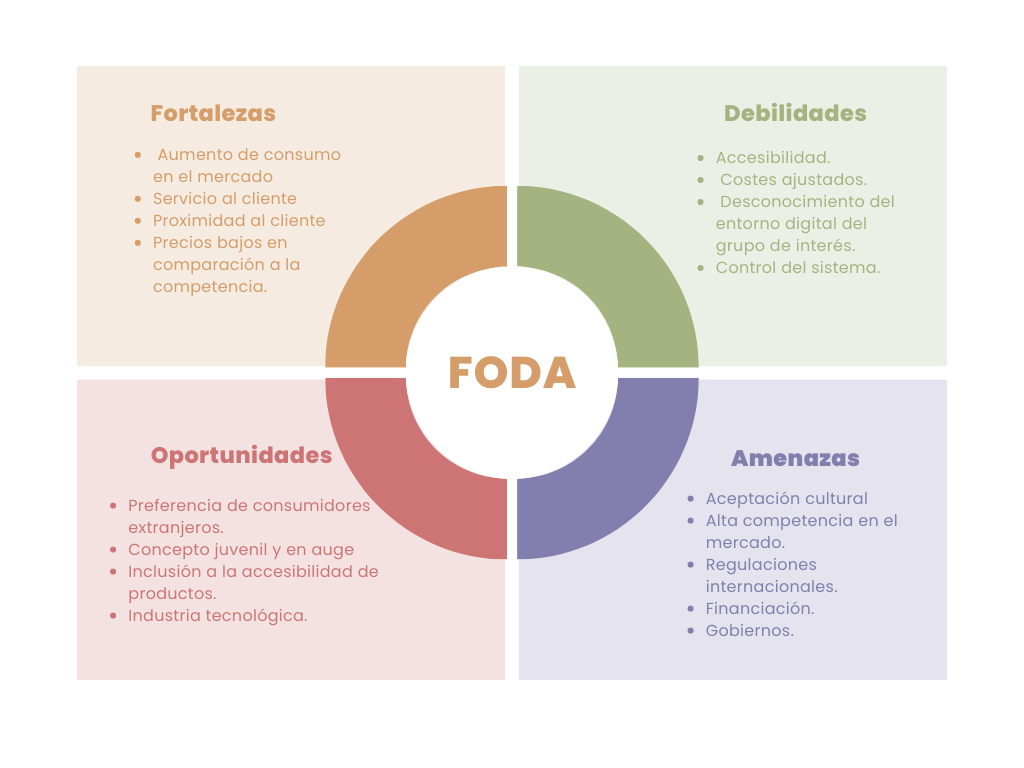 Fortalezas
• Aumento de consumo
en el mercado
• Servicio al cliente
• Proximidad al cliente
• Precios bajos en
comparación a la
competencia.
Debilidades
• Accesibilidad.
• Costes ajustados.
• Desconocimiento del
entorno digital del
grupo de interés.
• Control del sistema.
FODA
Oportunidades
• Preferencia de consumidores
extranjeros.
• Concepto juvenil y en auge
• Inclusión a la accesibilidad de
productos.
• Industria tecnológica.
Amenazas
• Aceptación cultural
• Alta competencia en el
mercado.
• Regulaciones
internacionales.
• Financiación.
• Gobiernos.